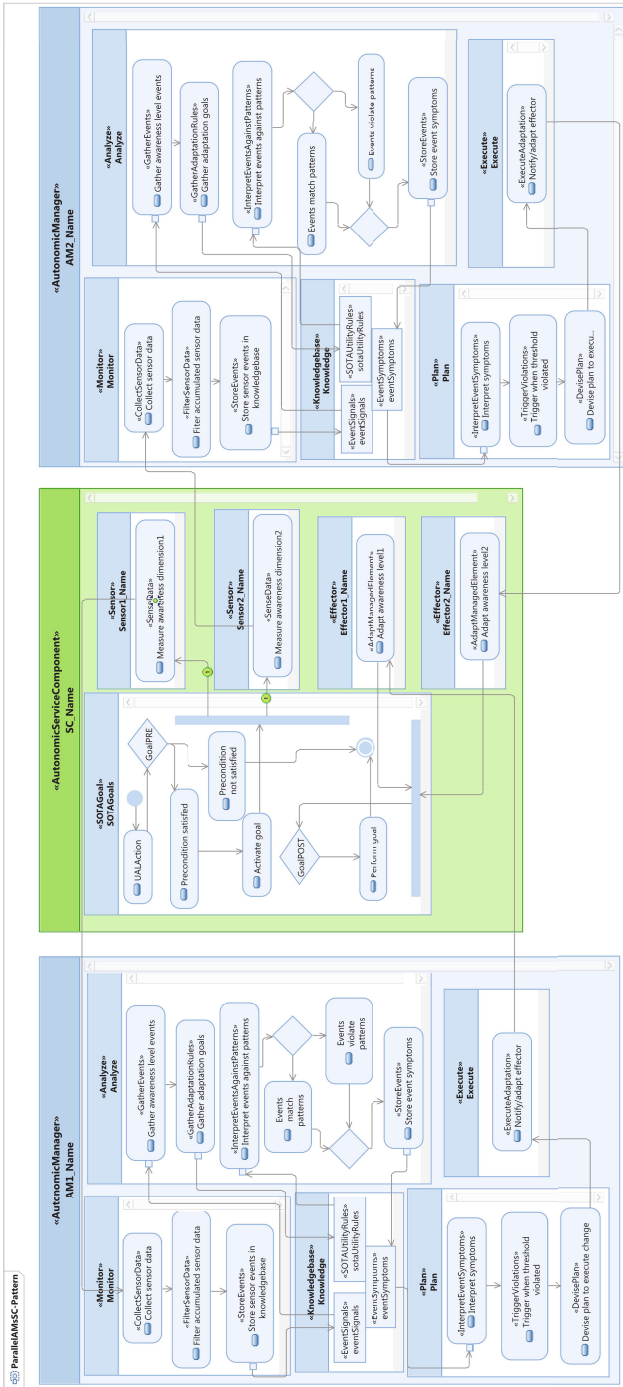 ParallelAMsSC-Pattern
«AutonomicManager»
AM1_Name
«Monitor»
Monitor
«CollectSensorData»
Collect sensor data
«FilterSensorData»
Filter accumulated sensor data
«StoreEvents»
Store sensor events in
knowledgebase
«Analyze»
Analyze
«GatherEvents»
Gather awareness level events
«GatherAdaptationRules»
Gather adaptation goals
«InterpretEventsAgainstPatterns»
Interpret events against patterns
Events
match
patterns
Events
violate
patterns
«StoreEvents»
Store event symptoms
«Knowledgebase»
Knowledge
«EventSignals»
eventSignals
«SOTAUtilityRules»
sotaUtilityRules
«EventSymptoms»
eventSymptoms
«Plan»
Plan
«InterpretEventSymptoms»
Interpret symptoms
«TriggerViolations»
Trigger when threshold
violated
«DevisePlan»
Devise plan to execute change
«Execute»
Execute
«ExecuteAdaptation»
Notify/adapt effector
«AutonomicServiceComponent»
SC_Name
«SOTAGoal»
SOTAGoals
UALAction
GoalPRE
Precondition satisfed
Precondition
not satisfied
Activate goal
GoalPOST
Perform goal
«Sensor»
Sensor1_Name
«SenseData»
Measure awareness dimension1
«Sensor»
Sensor2_Name
«SenseData»
Measure awareness dimension2
«Effector»
Effector1_Name
«AdaptManagedElement»
Adapt awareness level1
«Effector»
Effector2_Name
«AdaptManagedElement»
Adapt awareness level2
«AutonomicManager»
AM2_Name
«Monitor»
Monitor
«CollectSensorData»
Collect sensor data
«FilterSensorData»
Fiter accumulated sensor data
«StoreEvents»
Store sensor events in
knowledgebase
«Analyze»
Analyze
«GatherEvents»
Gather awareness level events
«GatherAdaptationRules»
Gather adaptation goals
«InterpretEventsAgainstPatterns»
Interpret events against patterns
Events match patterns
Events violate patterns
«StoreEvents»
Store event symptoms
«Knowledgebase»
Knowledge
«EventSignals»
eventSignals
«SOTAUtilityRules»
sotaUtilityRules
«EventSymptoms»
eventSymptoms
«Plan»
Plan
«InterpretEventSymptoms»
Interpret symptoms
«TriggerViolations»
Trigger when threshold
violated
«DevisePlan»
Devise plan to execu...
«Execute»
Execute
«ExecuteAdaptation»
Notify/adapt effector